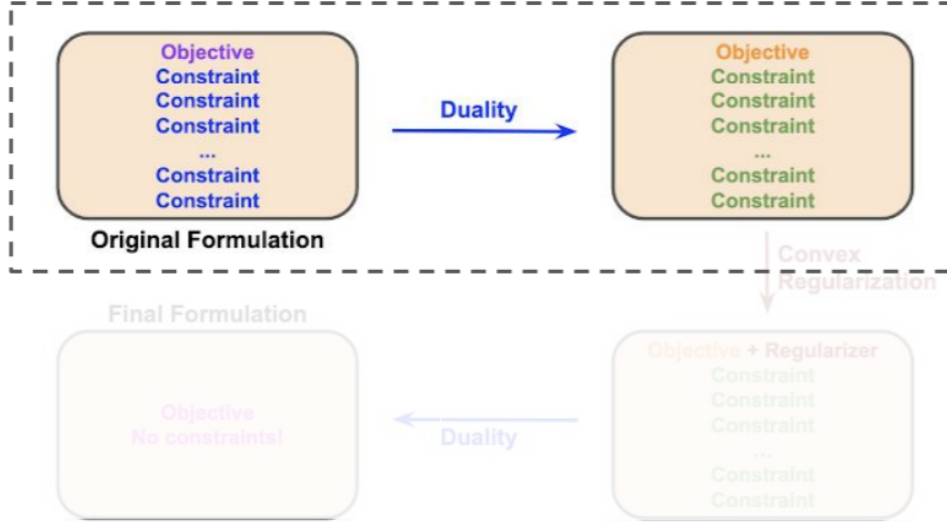 Objective
Constraint
Constraint
Constraint
...
Constraint
Constraint
Original Formulation
Duality
Objective
Constraint
Constraint
Constraint
...
Constraint
Constraint
Convex
Regularization
Final Formulation
Objective
No constraints!
Duality
Objective + Regularizer
Constraint
Constraint
Constraint
...
Constraint
Constraint